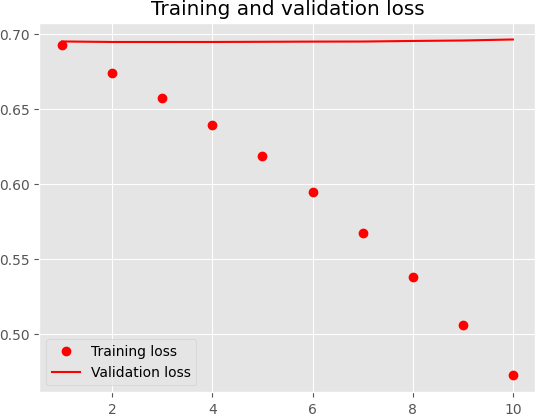 Training and validation loss
0.70
0.65
0.60
0.55
0.50
Training loss
Validation loss
2 4 6 8 10